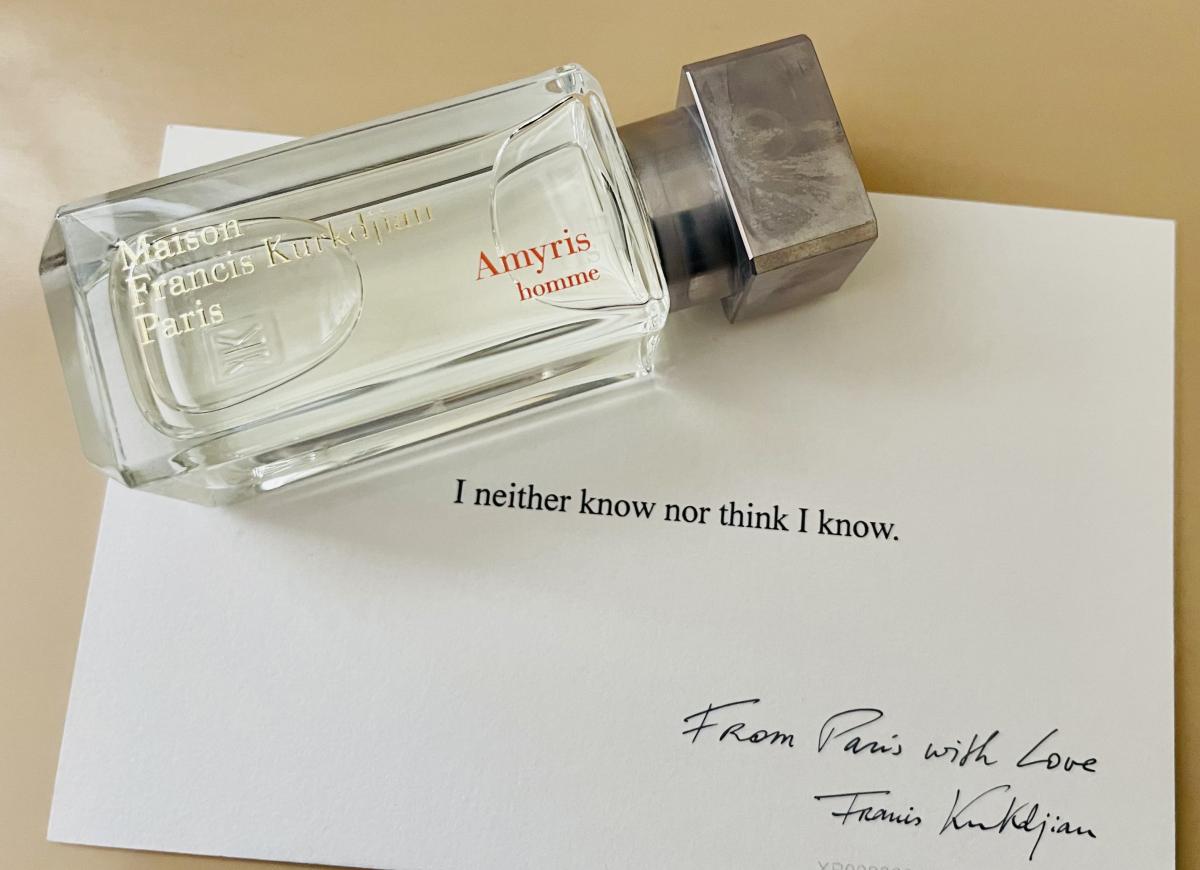 Maison
Francis Kurkdjian
Paris
Amyris
homme
I neither know nor think I know.
From Paris with Love
Francis Kurkdjian